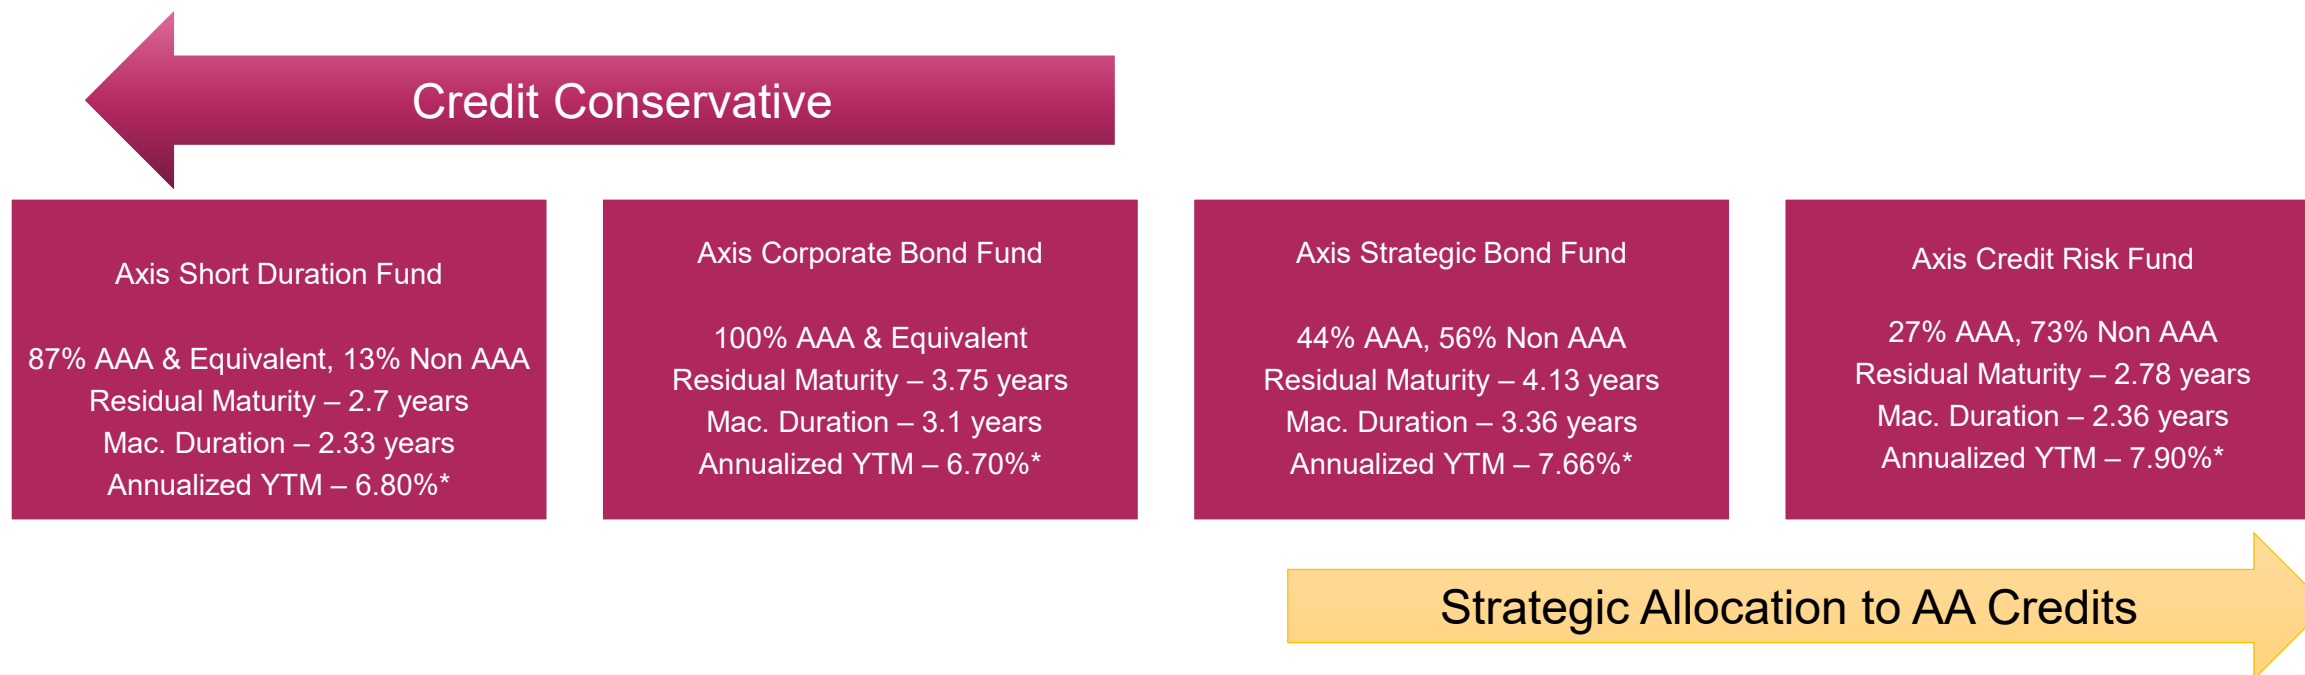 Credit Conservative
Axis Short Duration Fund
87% AAA & Equivalent, 13% Non AAA
Residual Maturity – 2.7 years
Mac. Duration – 2.33 years
Annualized YTM – 6.80%*
Axis Corporate Bond Fund
100% AAA & Equivalent
Residual Maturity – 3.75 years
Mac. Duration – 3.1 years
Annualized YTM – 6.70%*
Axis Strategic Bond Fund
44% AAA, 56% Non AAA
Residual Maturity – 4.13 years
Mac. Duration – 3.36 years
Annualized YTM – 7.66%*
Axis Credit Risk Fund
27% AAA, 73% Non AAA
Residual Maturity – 2.78 years
Mac. Duration – 2.36 years
Annualized YTM – 7.90%*
Strategic Allocation to AA Credits